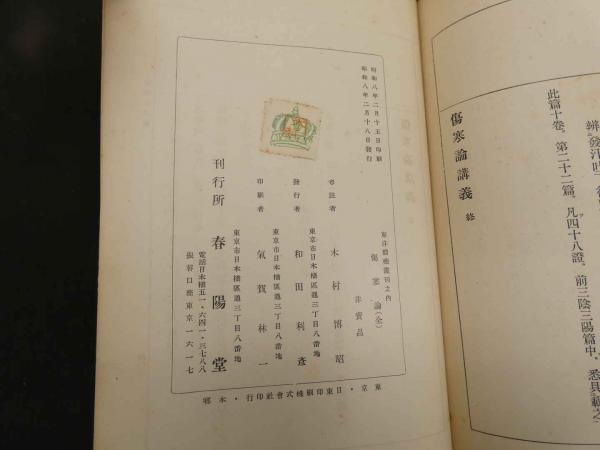 辨發汗吐
此篇十卷。第二十二篇。凡四十八證。前三陰三陽篇中。悉具載之
傷寒論講義 終
昭和八年二月十五日印刷
昭和八年二月十八日發行
東洋醫學叢刊之內
傷寒論(全)
非賣品
考註者 木村博昭
東京市日本橋區通三丁目八番地
發行者 和田利彥
東京市日本橋區通三丁目八番地
印刷者 氣賀林一
東京市日本橋區通三丁目八番地
刊行所 春陽堂
電話日本橋五一・六四一・三七八八
振替口座東京一六一七
東京・日東印刷株式會社印行・本鄉